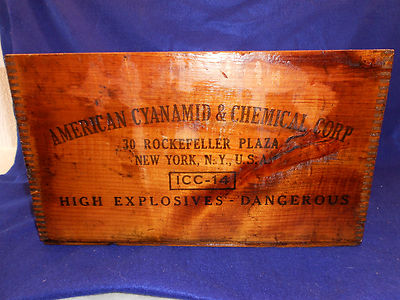 AMERICAN CYANAMID & CHEMICAL CORP
30 ROCKEFELLER PLAZA
NEW YORK, N.Y., U.S.A.
ICC-14
HIGH EXPLOSIVES - DANGEROUS